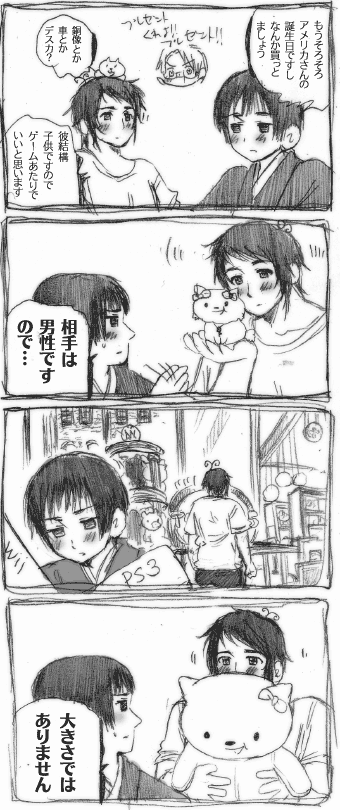 もうそろそろ
アメリカさんの
誕生日ですし
なんか買っと
きましょう
プレゼント
くれよ!!
プレゼント!!
銅像とか
車とか
デスカ?
彼結構
子供ですので
ゲームあたりで
いいと思います
相手は
男性です
ので…
PS3
大きさでは
ありません